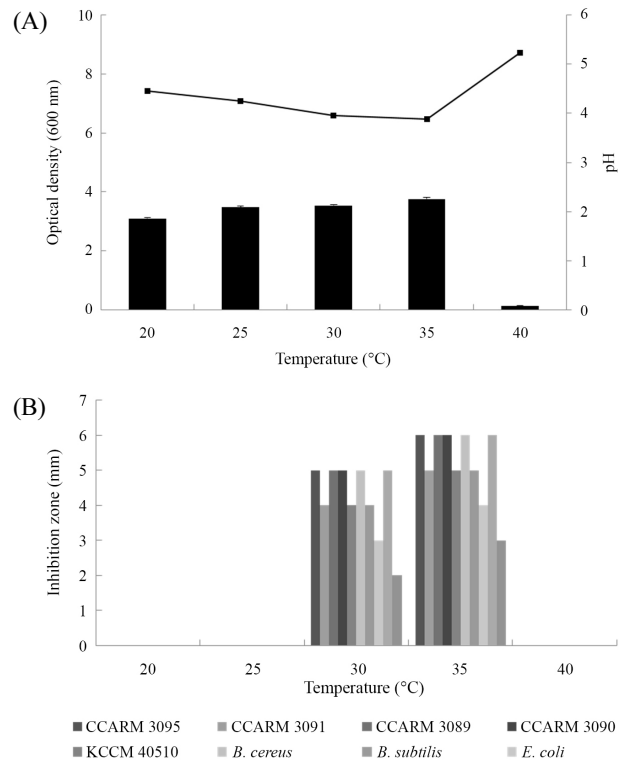 (A)
10
8
6
4
2
0
Optical density (600 nm)
6
5
4
3
2
1
0
pH
20 25 30 35 40
Temperature (°C)
(B)
7
6
5
4
3
2
1
0
Inhibition zone (mm)
20 25 30 35 40
Temperature (°C)
CCARM 3095 CCARM 3091 CCARM 3089 CCARM 3090
KCCM 40510 B. cereus B. subtilis E. coli